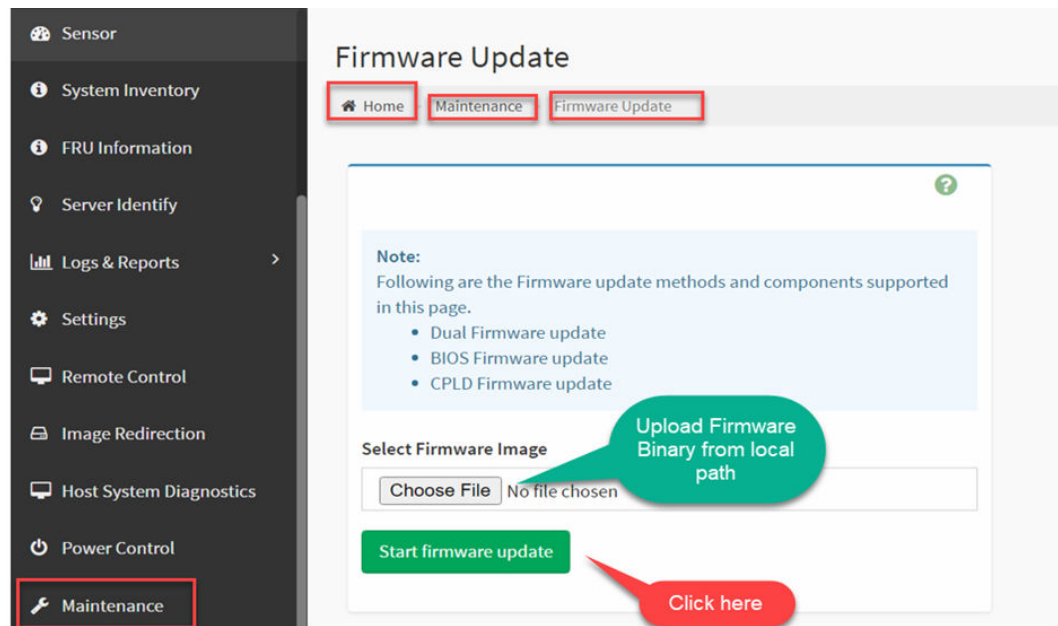 Sensor
System Inventory
FRU Information
Server Identify
Logs & Reports
Settings
Remote Control
Image Redirection
Host System Diagnostics
Power Control
Maintenance
Firmware Update
Home
Maintenance
Firmware Update
?
Note:
Following are the Firmware update methods and components supported
in this page.
Dual Firmware update
BIOS Firmware update
CPLD Firmware update
Select Firmware Image
Upload Firmware
Binary from local
path
Choose File No file chosen
Start firmware update
Click here